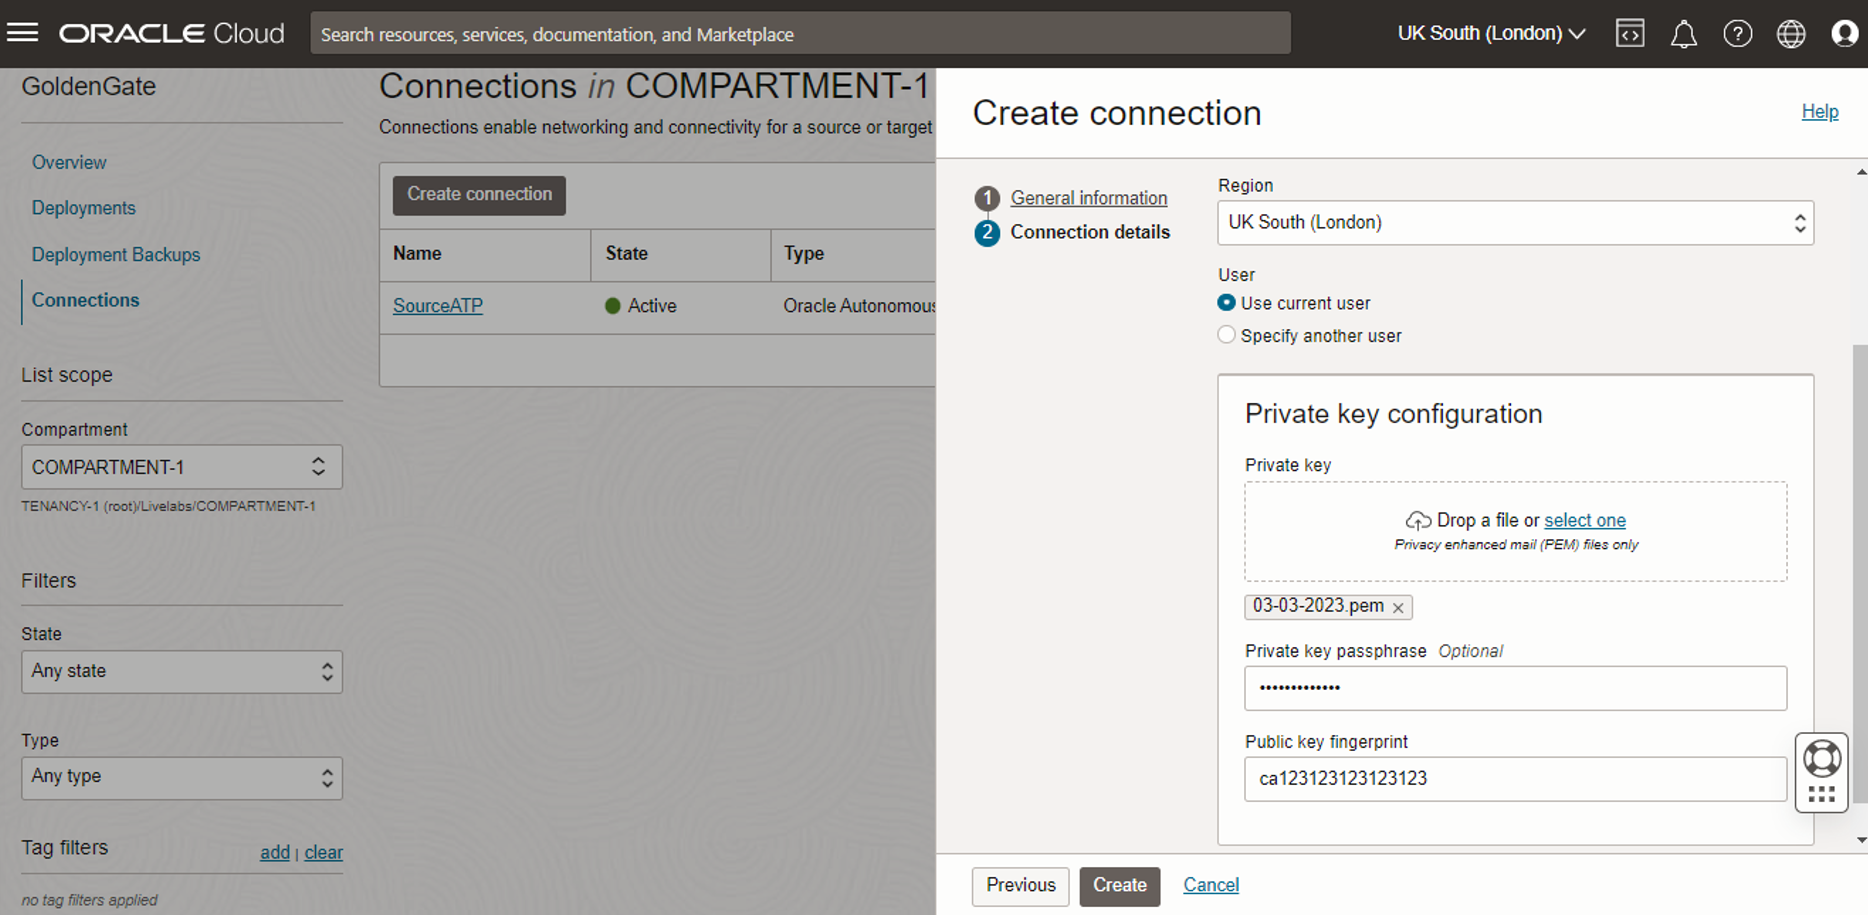 ORACLE Cloud
Search resources, services, documentation, and Marketplace
UK South (London)
GoldenGate
Overview
Deployments
Deployment Backups
Connections
List scope
Compartment
COMPARTMENT-1
TENANCY-1 (root)/Livelabs/COMPARTMENT-1
Filters
State
Any state
Type
Any type
Tag filters add | clear
no tag filters applied
Connections in COMPARTMENT-1
Connections enable networking and connectivity for a source or target
Create connection
Name State Type
SourceATP Active Oracle Autonomous
Create connection
Help
1 General information
2 Connection details
Region
UK South (London)
User
Use current user
Specify another user
Private key configuration
Private key
Drop a file or select one
Privacy enhanced mail (PEM) files only
03-03-2023.pem ×
Private key passphrase Optional
•••••••••••••
Public key fingerprint
ca123123123123123
Previous Create Cancel